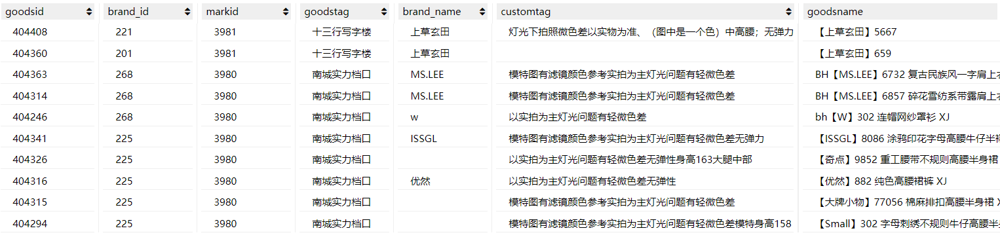 goodsid brand_id markid goodstag brand_name customtag goodsname
404408 221 3981 十三行写字楼 上草玄田 灯光下拍照微色差以实物为准、（图中是一个色）中高腰；无弹力 【上草玄田】5667
404360 201 3981 十三行写字楼 上草玄田 【上草玄田】659
404363 268 3980 南城实力档口 MS.LEE 模特图有滤镜颜色参考实拍为主灯光问题有轻微色差 BH【MS.LEE】6732 复古民族风一字肩上衣
404314 268 3980 南城实力档口 MS.LEE 模特图有滤镜颜色参考实拍为主灯光问题有轻微色差 BH【MS.LEE】6857 碎花雪纺系带露肩上衣
404246 268 3980 南城实力档口 w 以实拍为主灯光问题有轻微色差 bh【W】302 连帽网纱罩衫 XJ
404341 225 3980 南城实力档口 ISSGL 模特图有滤镜颜色参考实拍为主灯光问题有轻微色差无弹力 【ISSGL】8086 涂鸦印花字母高腰牛仔半裙
404326 225 3980 南城实力档口 以实拍为主灯光问题有轻微色差无弹性身高163大腿中部 【奇点】9852 重工腰带不规则高腰半身裙
404316 225 3980 南城实力档口 优然 以实拍为主灯光问题有轻微色差无弹性 【优然】882 纯色高腰裙裤 XJ
404315 225 3980 南城实力档口 模特图有滤镜颜色参考实拍为主灯光问题有轻微色差 【大牌小物】77056 棉麻排扣高腰半身裙 X
404294 225 3980 南城实力档口 模特图有滤镜颜色参考实拍为主灯光问题有轻微色差模特身高158 【Small】302 字母刺绣不规则牛仔高腰半身